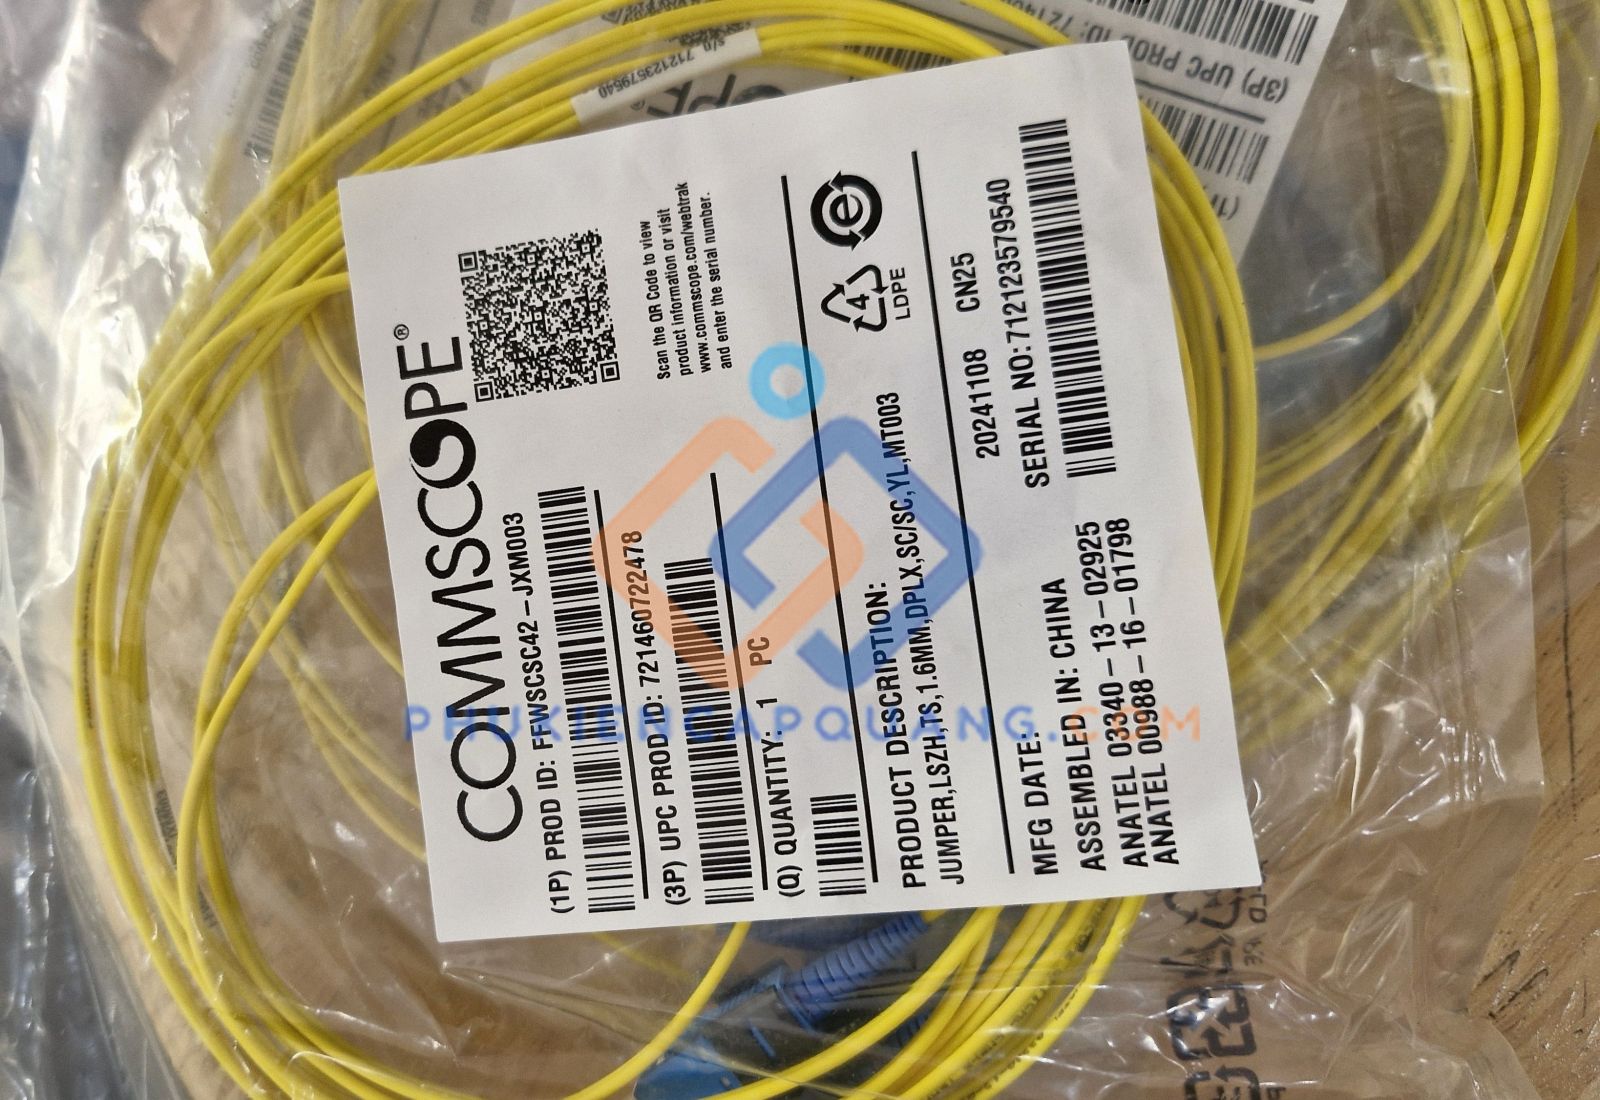 COMMSCOPE®
Scan the QR Code to view
product information or visit
www.commscope.com/webtrak
and enter the serial number.
(1P) PROD ID: FFWSCSC42-JXM003
(3P) UPC PROD ID: 721460722478
(Q) QUANTITY: 1 PC
4
LDPE
e
PRODUCT DESCRIPTION:
JUMPER,LSZH,TS,1.6MM,DPLX,SC/SC,YL,MT003
MFG DATE: 20241108 CN25
ASSEMBLED IN: CHINA SERIAL NO:712123579540
ANATEL 03340-13-02925
ANATEL 00988-16-01798
PHUKIENCAPQUANG.COM
S/N 712123579540
(3P) UPC PROD ID: 72146